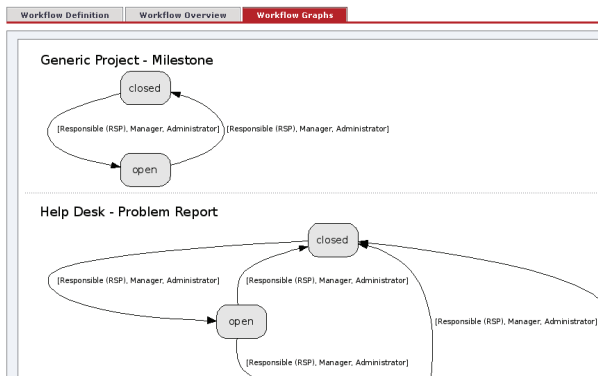 Workflow Definition Workflow Overview Workflow Graphs
Generic Project - Milestone
closed
[Responsible (RSP), Manager, Administrator] [Responsible (RSP), Manager, Administrator]
open
Help Desk - Problem Report
closed
[Responsible (RSP), Manager, Administrator] [Responsible (RSP), Manager, Administrator]
open
[Responsible (RSP), Manager, Administrator]
[Responsible (RSP), Manager, Administrator]